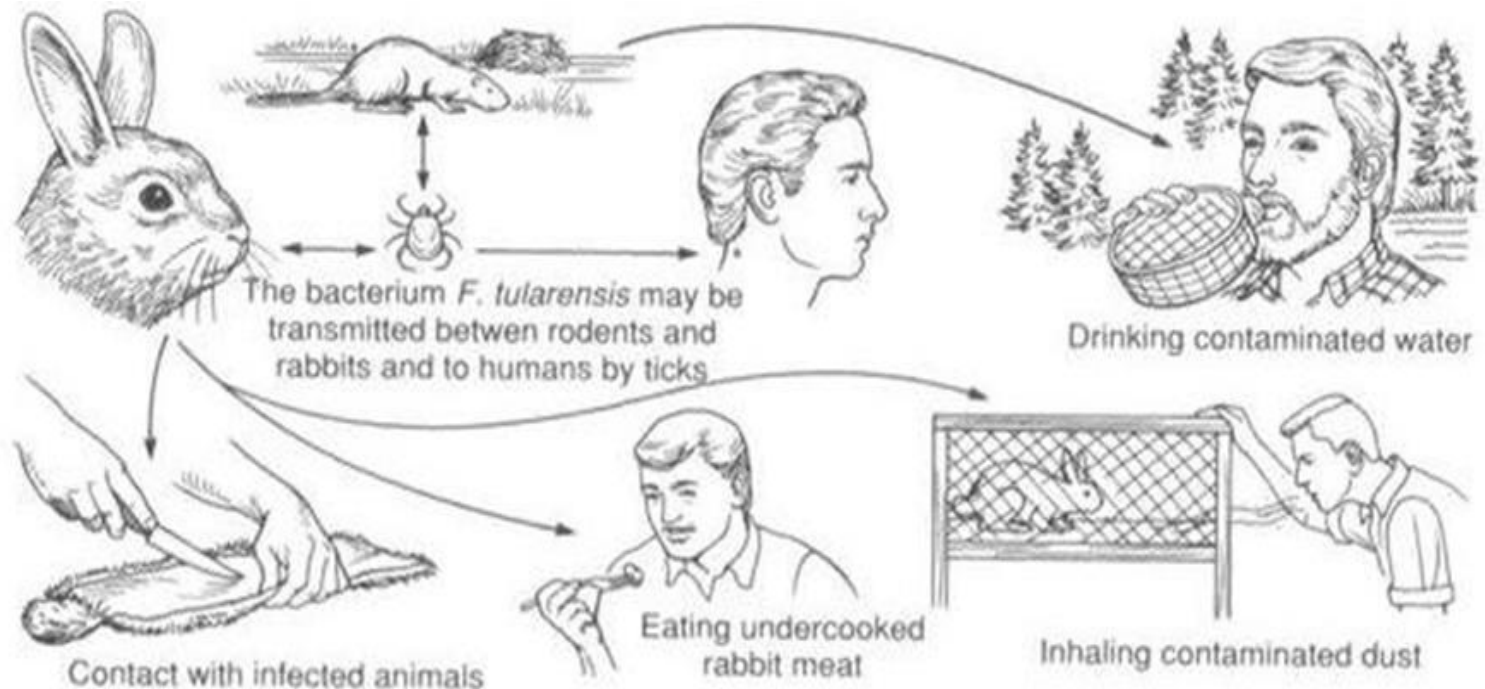 The bacterium F. tularensis may be
transmitted betwen rodents and
rabbits and to humans by ticks
Drinking contaminated water
Contact with infected animals
Eating undercooked
rabbit meat
Inhaling contaminated dust